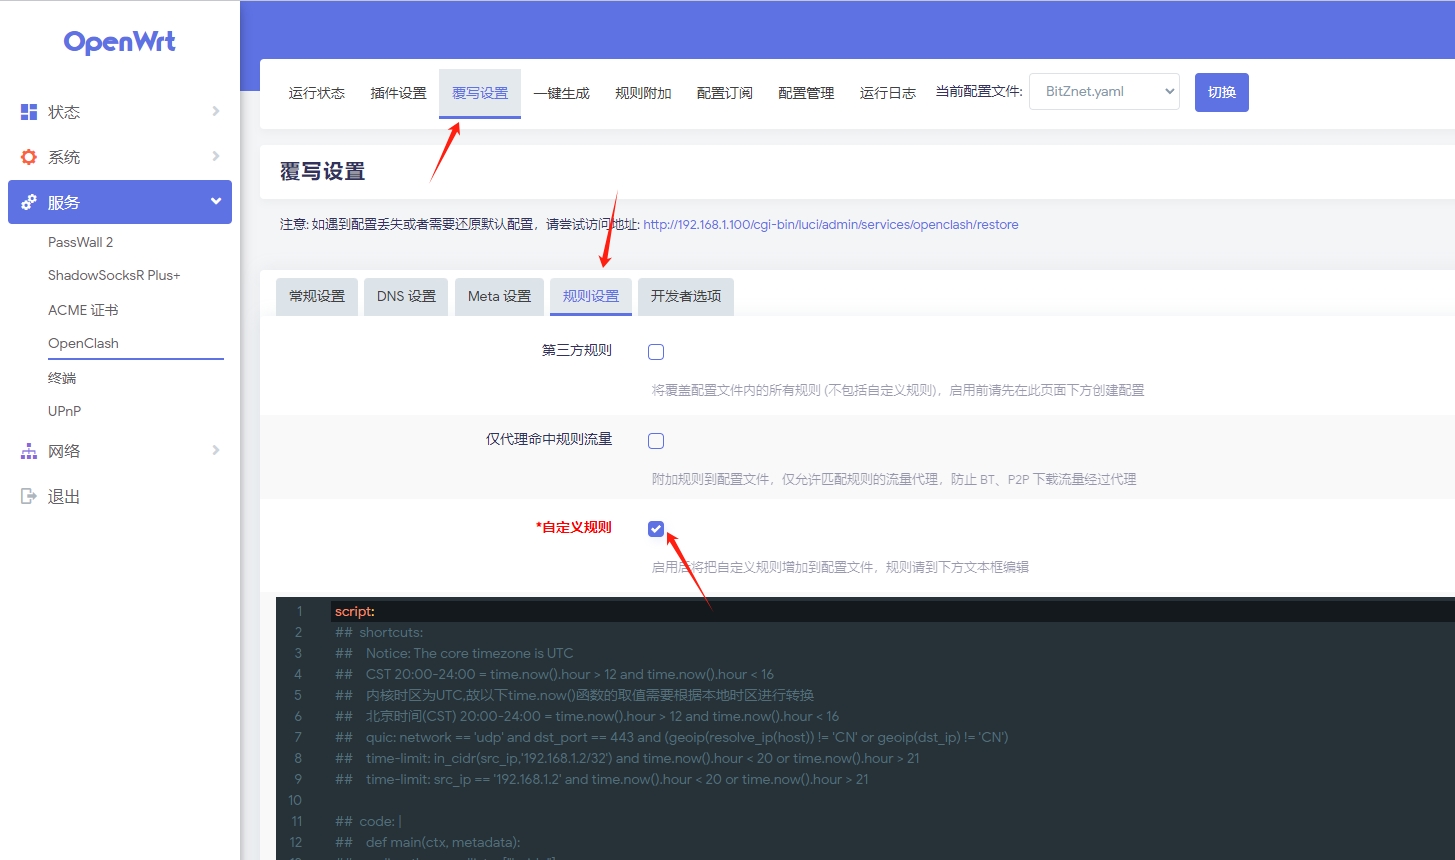 OpenWrt
状态
系统
服务
PassWall 2
ShadowSocksR Plus+
ACME 证书
OpenClash
终端
UPnP
网络
退出
运行状态 插件设置 覆写设置 一键生成 规则附加 配置订阅 配置管理 运行日志 当前配置文件: BitZnet.yaml 切换
覆写设置
注意: 如遇到配置丢失或者需要还原默认配置，请尝试访问地址: http://192.168.1.100/cgi-bin/luci/admin/services/openclash/restore
常规设置 DNS 设置 Meta 设置 规则设置 开发者选项
第三方规则
将覆盖配置文件内的所有规则 (不包括自定义规则)，启用前请先在此页面下方创建配置
仅代理命中规则流量
附加规则到配置文件，仅允许匹配规则的流量代理，防止 BT、P2P 下载流量经过代理
*自定义规则
启用后将把自定义规则增加到配置文件，规则请到下方文本框编辑
1 script:
2 ## shortcuts:
3 ## Notice: The core timezone is UTC
4 ## CST 20:00-24:00 = time.now().hour > 12 and time.now().hour < 16
5 ## 内核时区为UTC,故以下time.now()函数的取值需要根据本地时区进行转换
6 ## 北京时间(CST) 20:00-24:00 = time.now().hour > 12 and time.now().hour < 16
7 ## quic: network == 'udp' and dst_port == 443 and (geoip(resolve_ip(host)) != 'CN' or geoip(dst_ip) != 'CN')
8 ## time-limit: in_cidr(src_ip,'192.168.1.2/32') and time.now().hour < 20 or time.now().hour > 21
9 ## time-limit: src_ip == '192.168.1.2' and time.now().hour < 20 or time.now().hour > 21
10
11 ## code: |
12 ## def main(ctx, metadata):